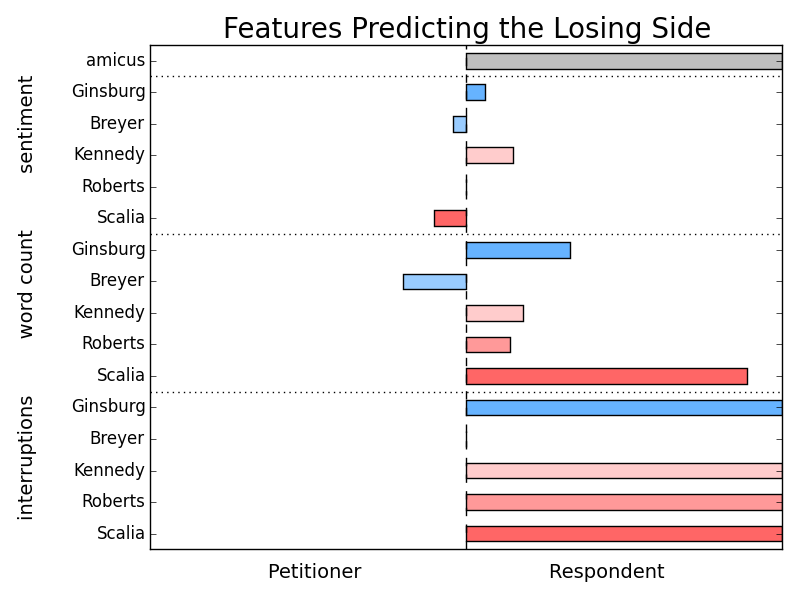 Features Predicting the Losing Side
amicus
sentiment
Ginsburg
Breyer
Kennedy
Roberts
Scalia
word count
Ginsburg
Breyer
Kennedy
Roberts
Scalia
interruptions
Ginsburg
Breyer
Kennedy
Roberts
Scalia
Petitioner Respondent